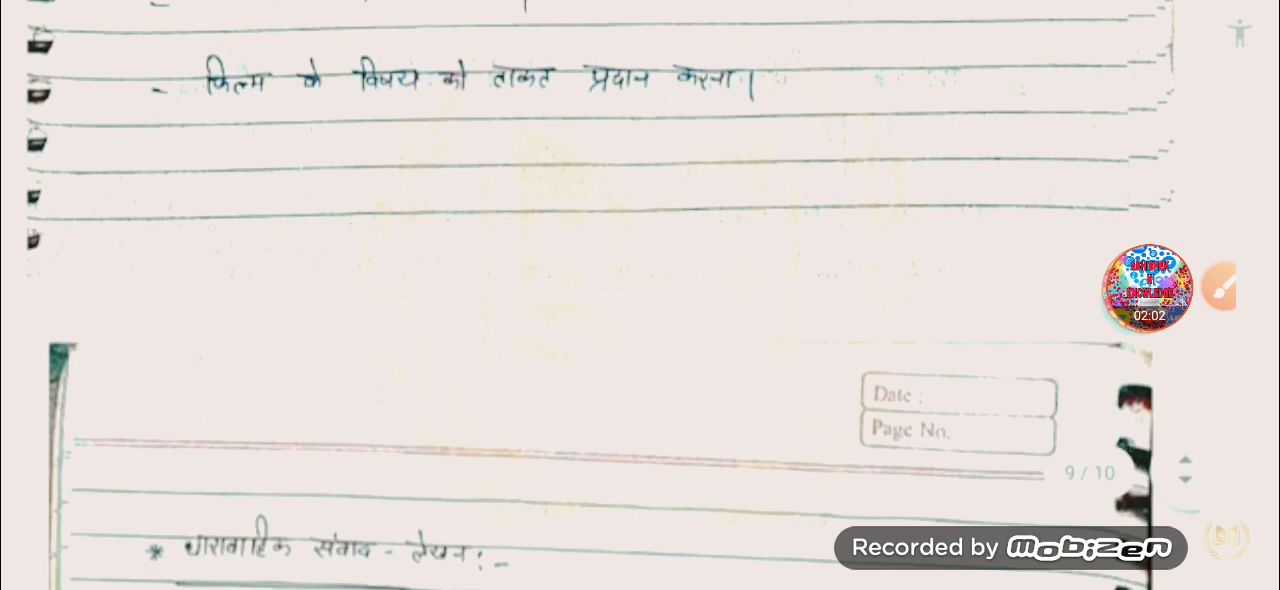 - फिल्म के विषय को ताकत प्रदान करना।
02:02
Date :
Page No.
9 / 10
* धारावाहिक संवाद - लेखन : -
Recorded by mobizen